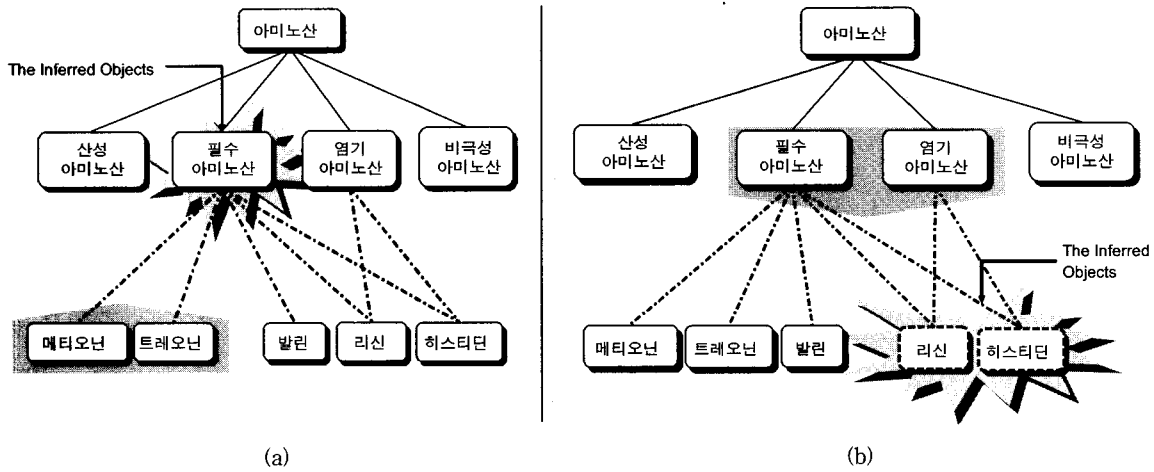 아미노산
The Inferred Objects
산성
아미노산
필수
아미노산
염기
아미노산
비극성
아미노산
메티오닌
트레오닌
발린
리신
히스티딘
(a)
아미노산
산성
아미노산
필수
아미노산
염기
아미노산
비극성
아미노산
The Inferred
Objects
메티오닌
트레오닌
발린
리신
히스티딘
(b)